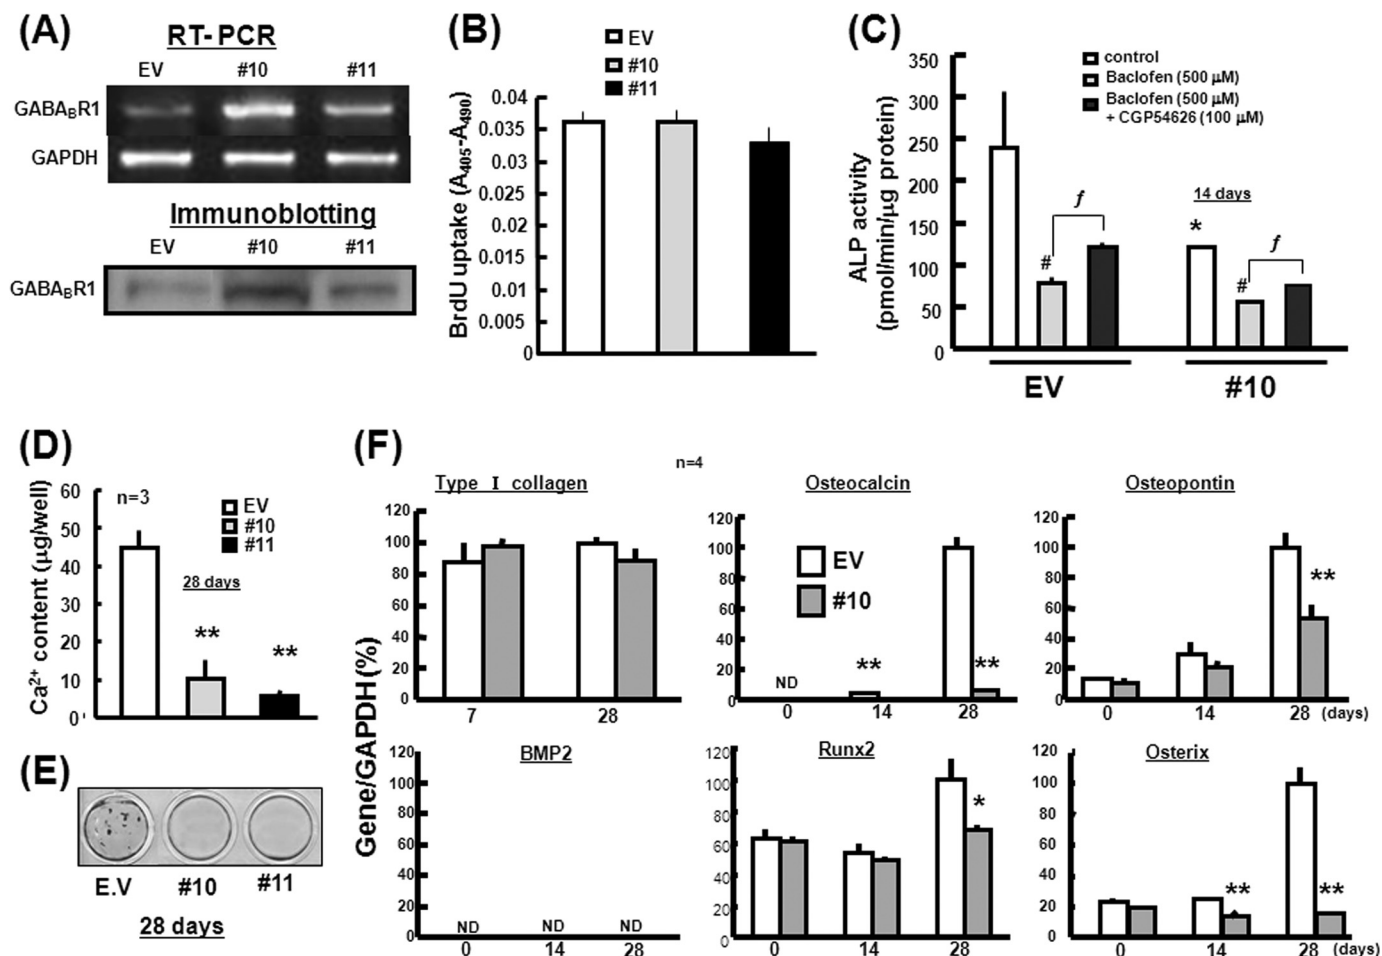 (A)
RT- PCR
EV #10 #11
GABA_BR1
GAPDH
Immunoblotting
EV #10 #11
GABA_BR1
(B)
EV
#10
#11
BrdU uptake (A405-A490)
0.04
0.035
0.03
0.025
0.02
0.015
0.01
0.005
0
(C)
control
Baclofen (500 μM)
Baclofen (500 μM)
+ CGP54626 (100 μM)
ALP activity
(pmol/min/μg protein)
350
300
250
200
150
100
50
0
14 days
# ƒ * # ƒ
EV #10
(D)
n=3
EV
#10
#11
Ca2+ content (μg/well)
60
50
40
30
20
10
0
28 days
** **
(E)
E.V #10 #11
28 days
(F)
n=4
Gene/GAPDH (%)
Type I collagen
120
100
80
60
40
20
0
7 28
Osteocalcin
120
100
80
60
40
20
0
EV
#10
ND ** **
0 14 28
Osteopontin
120
100
80
60
40
20
0
**
0 14 28 (days)
BMP2
120
100
80
60
40
20
0
ND ND ND
0 14 28
Runx2
120
100
80
60
40
20
0
*
0 14 28
Osterix
120
100
80
60
40
20
0
** **
0 14 28 (days)